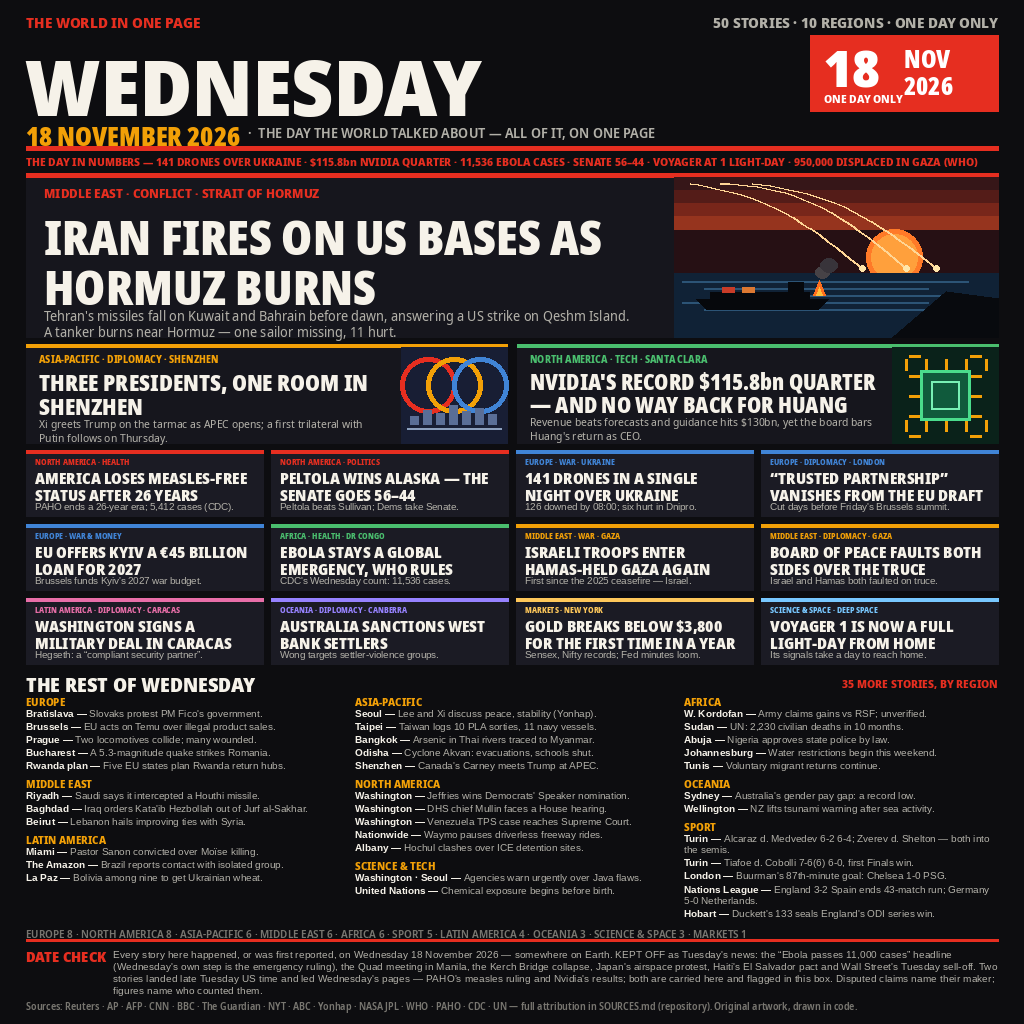 THE WORLD IN ONE PAGE
50 STORIES · 10 REGIONS · ONE DAY ONLY
WEDNESDAY
18 NOV
2026
ONE DAY ONLY
18 NOVEMBER 2026 · THE DAY THE WORLD TALKED ABOUT — ALL OF IT, ON ONE PAGE
THE DAY IN NUMBERS — 141 DRONES OVER UKRAINE · $115.8bn NVIDIA QUARTER · 11,536 EBOLA CASES · SENATE 56–44 · VOYAGER AT 1 LIGHT-DAY · 950,000 DISPLACED IN GAZA (WHO)
MIDDLE EAST · CONFLICT · STRAIT OF HORMUZ
IRAN FIRES ON US BASES AS
HORMUZ BURNS
Tehran's missiles fall on Kuwait and Bahrain before dawn, answering a US strike on Qeshm Island.
A tanker burns near Hormuz — one sailor missing, 11 hurt.
ASIA-PACIFIC · DIPLOMACY · SHENZHEN
THREE PRESIDENTS, ONE ROOM IN
SHENZHEN
Xi greets Trump on the tarmac as APEC opens; a first trilateral with
Putin follows on Thursday.
NORTH AMERICA · TECH · SANTA CLARA
NVIDIA'S RECORD $115.8bn QUARTER
— AND NO WAY BACK FOR HUANG
Revenue beats forecasts and guidance hits $130bn, yet the board bars
Huang's return as CEO.
NORTH AMERICA · HEALTH
AMERICA LOSES MEASLES-FREE
STATUS AFTER 26 YEARS
PAHO ends a 26-year era; 5,412 cases (CDC).
NORTH AMERICA · POLITICS
PELTOLA WINS ALASKA — THE
SENATE GOES 56–44
Peltola beats Sullivan; Dems take Senate.
EUROPE · WAR · UKRAINE
141 DRONES IN A SINGLE
NIGHT OVER UKRAINE
126 downed by 08:00; six hurt in Dnipro.
EUROPE · DIPLOMACY · LONDON
“TRUSTED PARTNERSHIP”
VANISHES FROM THE EU DRAFT
Cut days before Friday's Brussels summit.
EUROPE · WAR & MONEY
EU OFFERS KYIV A €45 BILLION
LOAN FOR 2027
Brussels funds Kyiv's 2027 war budget.
AFRICA · HEALTH · DR CONGO
EBOLA STAYS A GLOBAL
EMERGENCY, WHO RULES
CDC's Wednesday count: 11,536 cases.
MIDDLE EAST · WAR · GAZA
ISRAELI TROOPS ENTER
HAMAS-HELD GAZA AGAIN
First since the 2025 ceasefire — Israel.
MIDDLE EAST · DIPLOMACY · GAZA
BOARD OF PEACE FAULTS BOTH
SIDES OVER THE TRUCE
Israel and Hamas both faulted on truce.
LATIN AMERICA · DIPLOMACY · CARACAS
WASHINGTON SIGNS A
MILITARY DEAL IN CARACAS
Hegseth: a “compliant security partner”.
OCEANIA · DIPLOMACY · CANBERRA
AUSTRALIA SANCTIONS WEST
BANK SETTLERS
Wong targets settler-violence groups.
MARKETS · NEW YORK
GOLD BREAKS BELOW $3,800
FOR THE FIRST TIME IN A YEAR
Sensex, Nifty records; Fed minutes loom.
SCIENCE & SPACE · DEEP SPACE
VOYAGER 1 IS NOW A FULL
LIGHT-DAY FROM HOME
Its signals take a day to reach home.
THE REST OF WEDNESDAY
35 MORE STORIES, BY REGION
EUROPE
Bratislava — Slovaks protest PM Fico's government.
Brussels — EU acts on Temu over illegal product sales.
Prague — Two locomotives collide; many wounded.
Bucharest — A 5.3-magnitude quake strikes Romania.
Rwanda plan — Five EU states plan Rwanda return hubs.
MIDDLE EAST
Riyadh — Saudi says it intercepted a Houthi missile.
Baghdad — Iraq orders Kata'ib Hezbollah out of Jurf al-Sakhar.
Beirut — Lebanon hails improving ties with Syria.
LATIN AMERICA
Miami — Pastor Sanon convicted over Moïse killing.
The Amazon — Brazil reports contact with isolated group.
La Paz — Bolivia among nine to get Ukrainian wheat.
ASIA-PACIFIC
Seoul — Lee and Xi discuss peace, stability (Yonhap).
Taipei — Taiwan logs 10 PLA sorties, 11 navy vessels.
Bangkok — Arsenic in Thai rivers traced to Myanmar.
Odisha — Cyclone Akvan: evacuations, schools shut.
Shenzhen — Canada's Carney meets Trump at APEC.
NORTH AMERICA
Washington — Jeffries wins Democrats' Speaker nomination.
Washington — DHS chief Mullin faces a House hearing.
Washington — Venezuela TPS case reaches Supreme Court.
Nationwide — Waymo pauses driverless freeway rides.
Albany — Hochul clashes over ICE detention sites.
SCIENCE & TECH
Washington · Seoul — Agencies warn urgently over Java flaws.
United Nations — Chemical exposure begins before birth.
AFRICA
W. Kordofan — Army claims gains vs RSF; unverified.
Sudan — UN: 2,230 civilian deaths in 10 months.
Abuja — Nigeria approves state police by law.
Johannesburg — Water restrictions begin this weekend.
Tunis — Voluntary migrant returns continue.
OCEANIA
Sydney — Australia's gender pay gap: a record low.
Wellington — NZ lifts tsunami warning after sea activity.
SPORT
Turin — Alcaraz d. Medvedev 6-2 6-4; Zverev d. Shelton — both into
the semis.
Turin — Tiafoe d. Cobolli 7-6(6) 6-0, first Finals win.
London — Buurman's 87th-minute goal: Chelsea 1-0 PSG.
Nations League — England 3-2 Spain ends 43-match run; Germany
5-0 Netherlands.
Hobart — Duckett's 133 seals England's ODI series win.
EUROPE 8 · NORTH AMERICA 8 · ASIA-PACIFIC 6 · MIDDLE EAST 6 · AFRICA 6 · SPORT 5 · LATIN AMERICA 4 · OCEANIA 3 · SCIENCE & SPACE 3 · MARKETS 1
DATE CHECK
Every story here happened, or was first reported, on Wednesday 18 November 2026 — somewhere on Earth. KEPT OFF as Tuesday's news: the “Ebola passes 11,000 cases” headline
(Wednesday's own step is the emergency ruling), the Quad meeting in Manila, the Kerch Bridge collapse, Japan's airspace protest, Haiti's El Salvador pact and Wall Street's Tuesday sell-off. Two
stories landed late Tuesday US time and led Wednesday's pages — PAHO's measles ruling and Nvidia's results; both are carried here and flagged in this box. Disputed claims name their maker;
figures name who counted them.
Sources: Reuters · AP · AFP · CNN · BBC · The Guardian · NYT · ABC · Yonhap · NASA JPL · WHO · PAHO · CDC · UN — full attribution in SOURCES.md (repository). Original artwork, drawn in code.